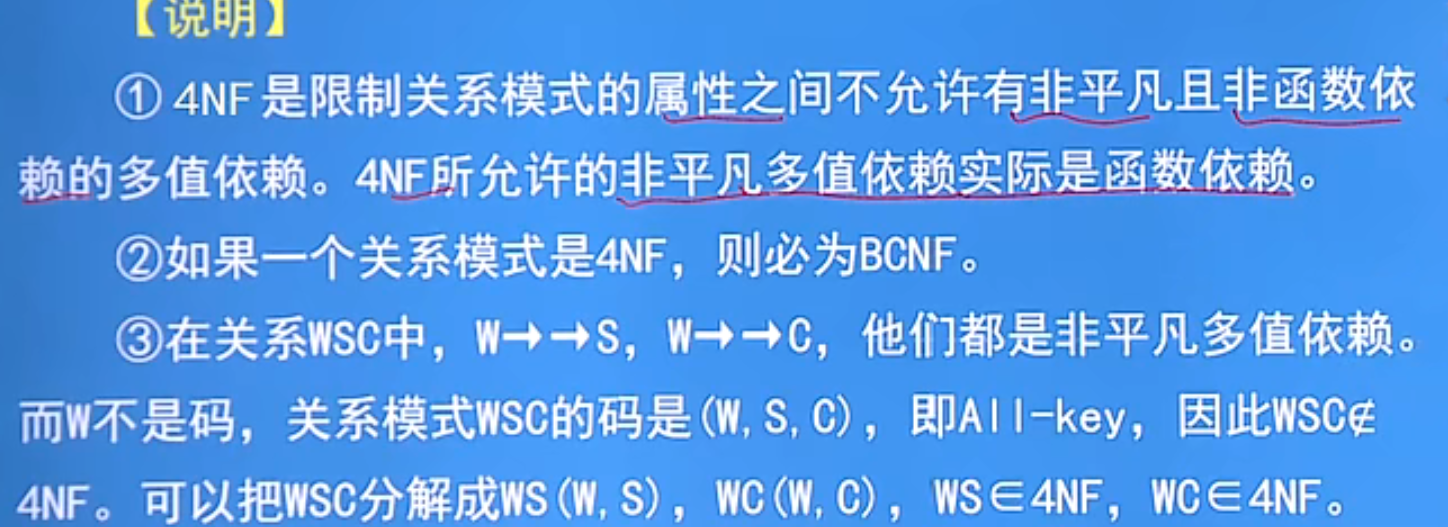 【说明】
①4NF是限制关系模式的属性之间不允许有非平凡且非函数依
赖的多值依赖。4NF所允许的非平凡多值依赖实际是函数依赖。
②如果一个关系模式是4NF，则必为BCNF。
③在关系WSC中，W→→S，W→→C，他们都是非平凡多值依赖。
而W不是码，关系模式WSC的码是(W,S,C)，即All-key，因此WSC∉
4NF。可以把WSC分解成WS(W,S)，WC(W,C)，WS∈4NF，WC∈4NF。